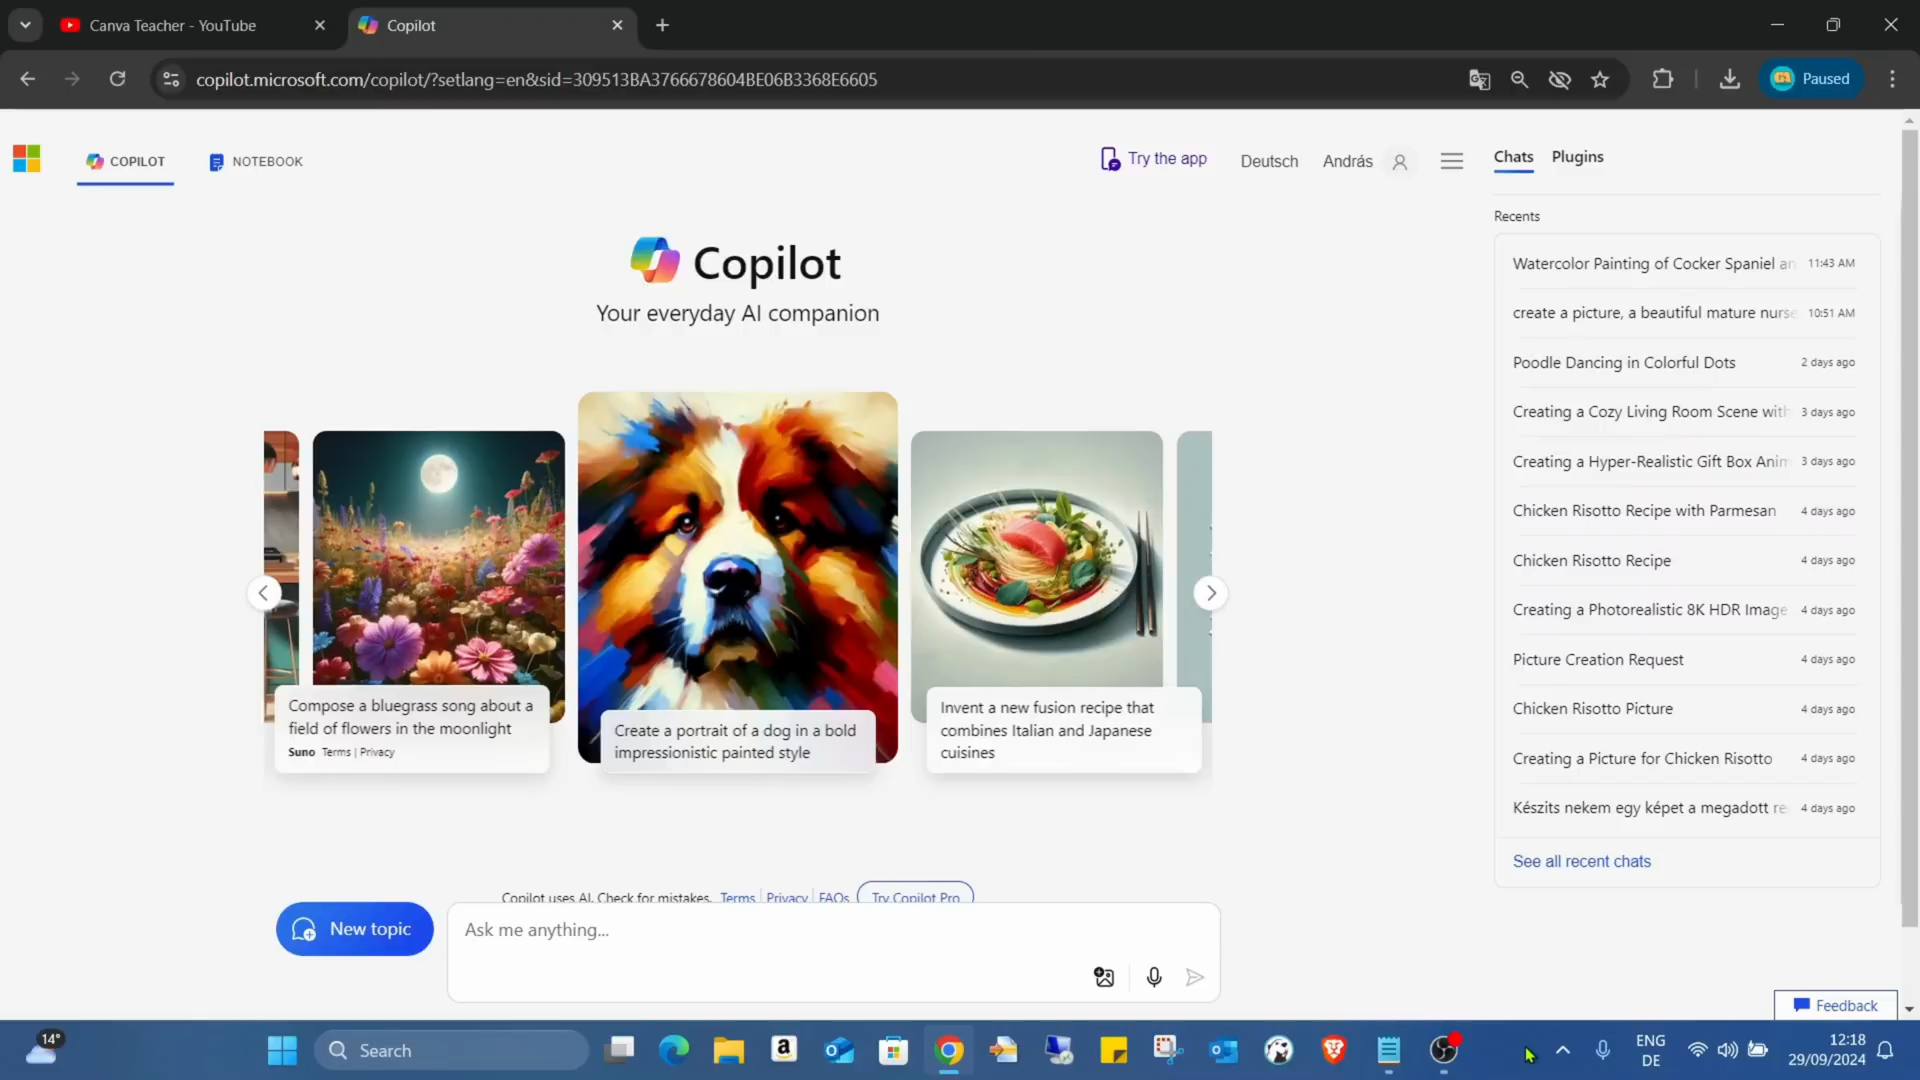 Canva Teacher - YouTube
Copilot
copilot.microsoft.com/copilot/?setlang=en&sid=309513BA3766678604BE06B3368E6605
Paused
COPILOT
NOTEBOOK
Try the app
Deutsch
András
Chats
Plugins
Copilot
Your everyday AI companion
Recents
Watercolor Painting of Cocker Spaniel an 11:43 AM
create a picture, a beautiful mature nurse 10:51 AM
Poodle Dancing in Colorful Dots 2 days ago
Creating a Cozy Living Room Scene with 3 days ago
Creating a Hyper-Realistic Gift Box Anim 3 days ago
Chicken Risotto Recipe with Parmesan 4 days ago
Chicken Risotto Recipe 4 days ago
Creating a Photorealistic 8K HDR Image 4 days ago
Picture Creation Request 4 days ago
Chicken Risotto Picture 4 days ago
Creating a Picture for Chicken Risotto 4 days ago
Készits nekem egy képet a megadott re 4 days ago
See all recent chats
Compose a bluegrass song about a
field of flowers in the moonlight
Suno Terms | Privacy
Create a portrait of a dog in a bold
impressionistic painted style
Invent a new fusion recipe that
combines Italian and Japanese
cuisines
Copilot uses AI. Check for mistakes. Terms | Privacy | FAQs Try Copilot Pro
New topic
Ask me anything...
Feedback
14°
Search
ENG
DE
12:18
29/09/2024